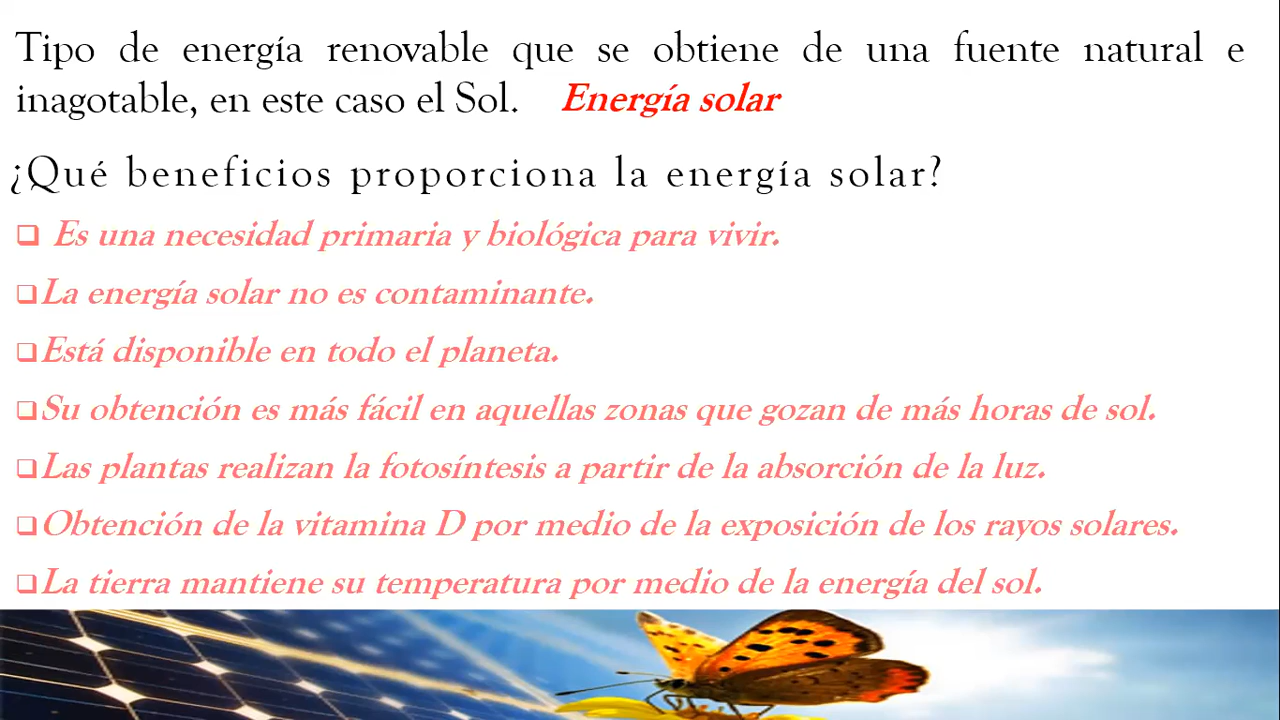 Tipo de energía renovable que se obtiene de una fuente natural e
inagotable, en este caso el Sol. Energía solar
¿Qué beneficios proporciona la energía solar?
❑ Es una necesidad primaria y biológica para vivir.
❑La energía solar no es contaminante.
❑Está disponible en todo el planeta.
❑Su obtención es más fácil en aquellas zonas que gozan de más horas de sol.
❑Las plantas realizan la fotosíntesis a partir de la absorción de la luz.
❑Obtención de la vitamina D por medio de la exposición de los rayos solares.
❑La tierra mantiene su temperatura por medio de la energía del sol.